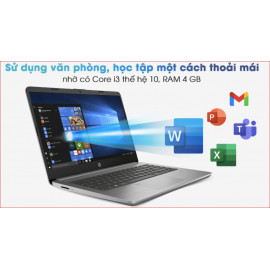 Sử dụng văn phòng, học tập một cách thoải mái
nhờ có Core i3 thế hệ 10, RAM 4 GB
W
P
T
X